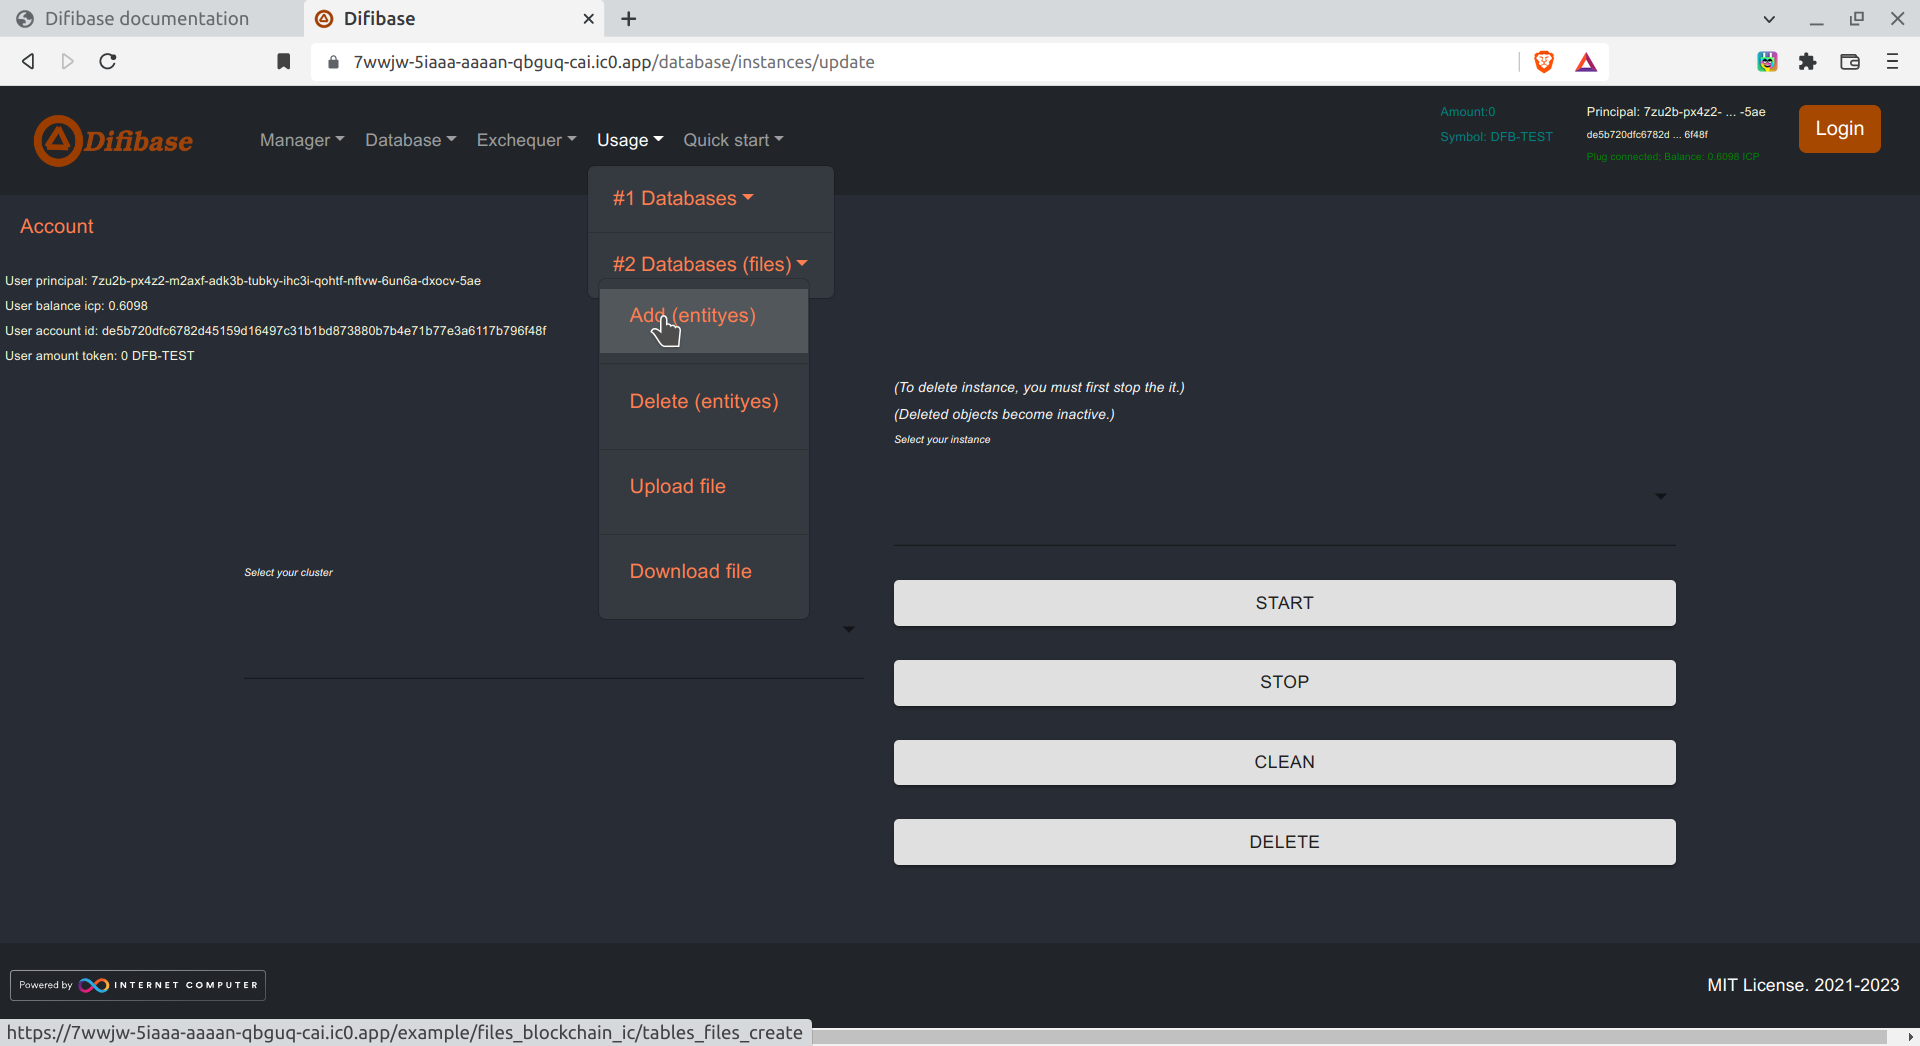 Difibase documentation
Difibase
7wwjw-5iaaa-aaaan-qbguq-cai.ic0.app/database/instances/update
Difibase
Manager
Database
Exchequer
Usage
Quick start
Amount:0
Symbol: DFB-TEST
Principal: 7zu2b-px4z2- ... -5ae
de5b720dfc6782d ... 6f48f
Plug connected; Balance: 0.6098 ICP
Login
#1 Databases
#2 Databases (files)
Add (entityes)
Delete (entityes)
Upload file
Download file
Account
User principal: 7zu2b-px4z2-m2axf-adk3b-tubky-ihc3i-qohtf-nftvw-6un6a-dxocv-5ae
User balance icp: 0.6098
User account id: de5b720dfc6782d45159d16497c31b1bd873880b7b4e71b77e3a6117b796f48f
User amount token: 0 DFB-TEST
Select your cluster
(To delete instance, you must first stop the it.)
(Deleted objects become inactive.)
Select your instance
START
STOP
CLEAN
DELETE
Powered by INTERNET COMPUTER
MIT License. 2021-2023
https://7wwjw-5iaaa-aaaan-qbguq-cai.ic0.app/example/files_blockchain_ic/tables_files_create